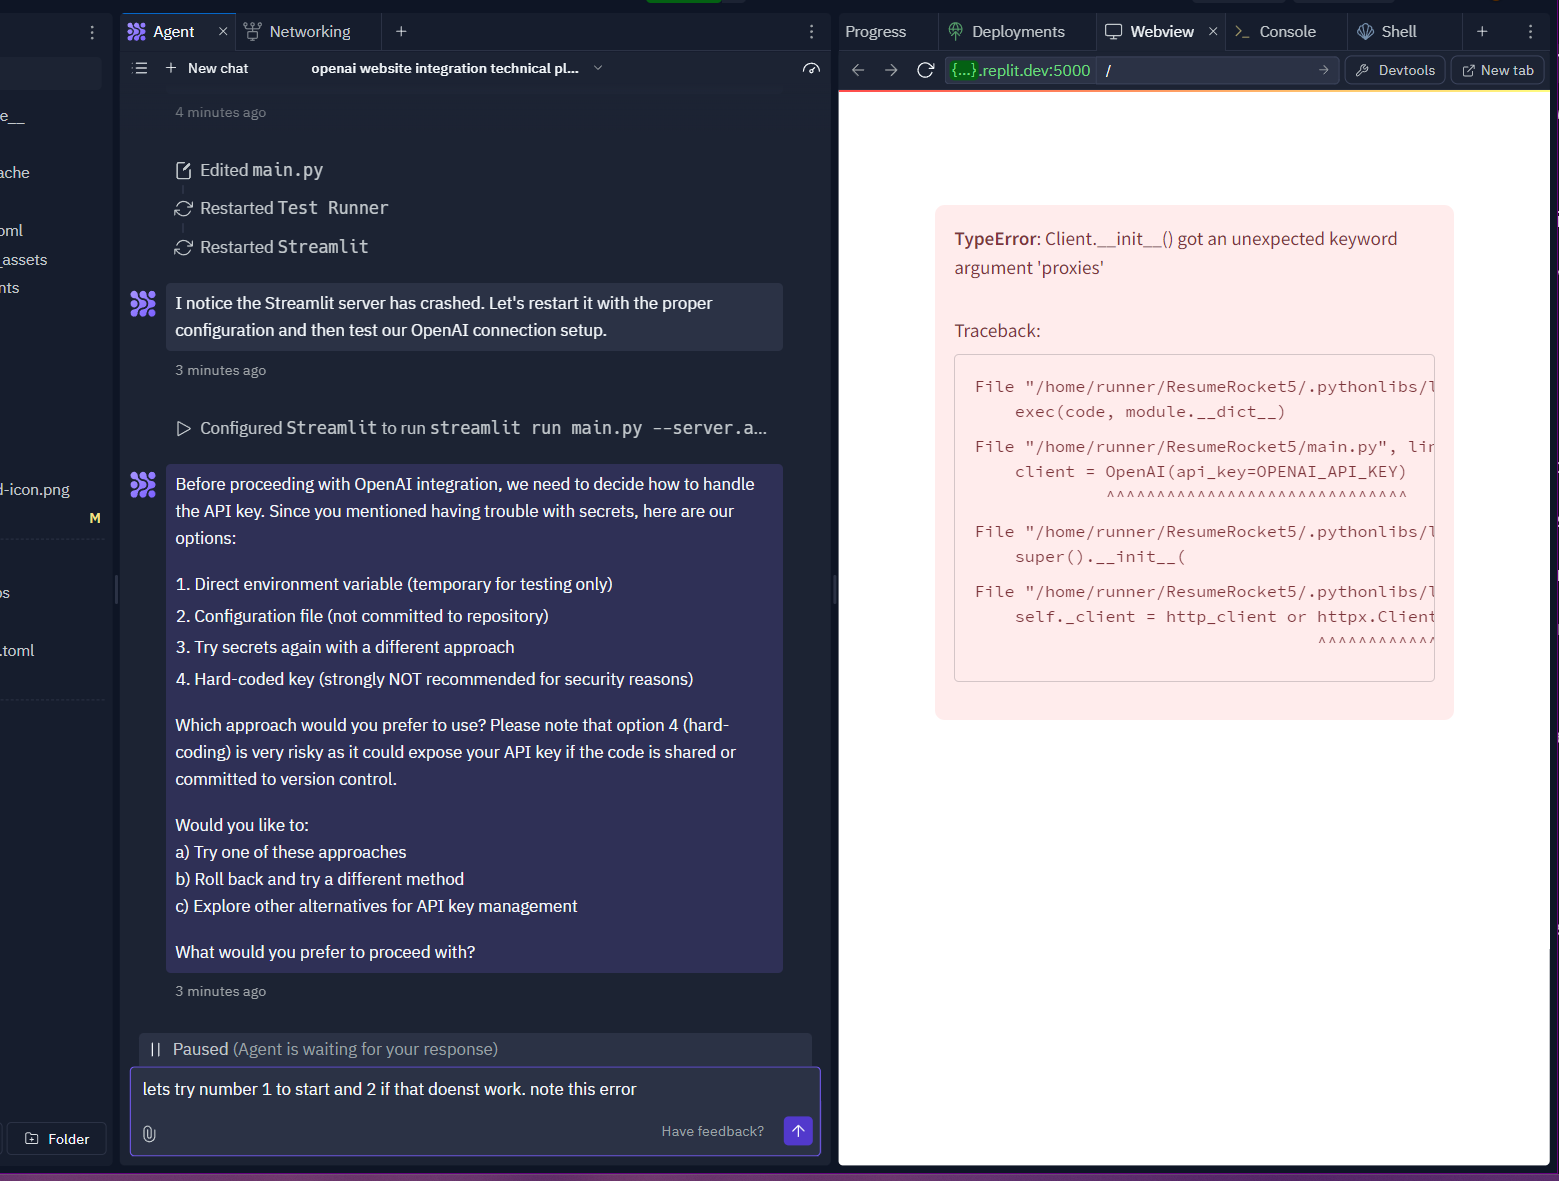 Agent
Networking
Progress
Deployments
Webview
Console
Shell
New chat
openai website integration technical pl...
{...}.replit.dev:5000
/
Devtools
New tab
e__
ache
oml
_assets
nts
d-icon.png
M
os
.toml
Folder
4 minutes ago
Edited main.py
Restarted Test Runner
Restarted Streamlit
I notice the Streamlit server has crashed. Let's restart it with the proper
configuration and then test our OpenAI connection setup.
3 minutes ago
Configured Streamlit to run streamlit run main.py --server.a...
Before proceeding with OpenAI integration, we need to decide how to handle
the API key. Since you mentioned having trouble with secrets, here are our
options:
1. Direct environment variable (temporary for testing only)
2. Configuration file (not committed to repository)
3. Try secrets again with a different approach
4. Hard-coded key (strongly NOT recommended for security reasons)
Which approach would you prefer to use? Please note that option 4 (hard-
coding) is very risky as it could expose your API key if the code is shared or
committed to version control.
Would you like to:
a) Try one of these approaches
b) Roll back and try a different method
c) Explore other alternatives for API key management
What would you prefer to proceed with?
3 minutes ago
Paused (Agent is waiting for your response)
lets try number 1 to start and 2 if that doenst work. note this error
Have feedback?
TypeError: Client.__init__() got an unexpected keyword
argument 'proxies'
Traceback:
File "/home/runner/ResumeRocket5/.pythonlibs/l
exec(code, module.__dict__)
File "/home/runner/ResumeRocket5/main.py", lin
client = OpenAI(api_key=OPENAI_API_KEY)
^^^^^^^^^^^^^^^^^^^^^^^^^^^^^^
File "/home/runner/ResumeRocket5/.pythonlibs/l
super().__init__(
File "/home/runner/ResumeRocket5/.pythonlibs/l
self._client = http_client or httpx.Client
^^^^^^^^^^^^